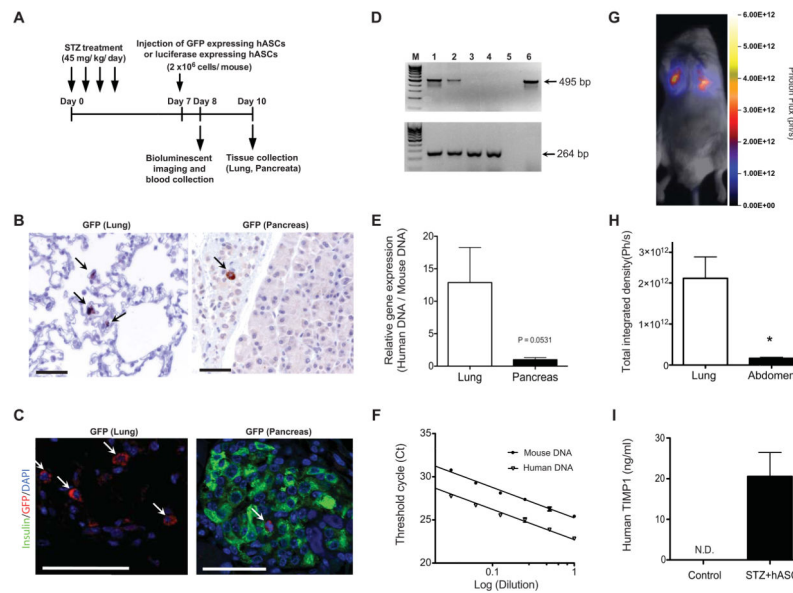 A
STZ treatment
(45 mg/ kg/ day)
Injection of GFP expressing hASCs
or luciferase expressing hASCs
(2 x10⁶ cells/ mouse)
Day 0
Day 7
Day 8
Day 10
Bioluminescent
imaging and
blood collection
Tissue collection
(Lung, Pancreata)
B
GFP (Lung)
GFP (Pancreas)
C
GFP (Lung)
GFP (Pancreas)
Insulin/GFP/DAPI
D
M 1 2 3 4 5 6
495 bp
264 bp
E
Relative gene expression
(Human DNA / Mouse DNA)
20
15
10
5
0
P = 0.0531
Lung
Pancreas
F
Threshold cycle (Ct)
35
30
25
Mouse DNA
Human DNA
0.1
1
Log (Dilution)
G
6.00E+12
5.00E+12
4.00E+12
3.00E+12
2.00E+12
1.00E+12
0.00E+00
Photon Flux (ph/s)
H
Total integrated density(Ph/s)
3×10¹²
2×10¹²
1×10¹²
0
*
Lung
Abdomen
I
Human TIMP1 (ng/ml)
30
20
10
0
N.D.
Control
STZ+hASC